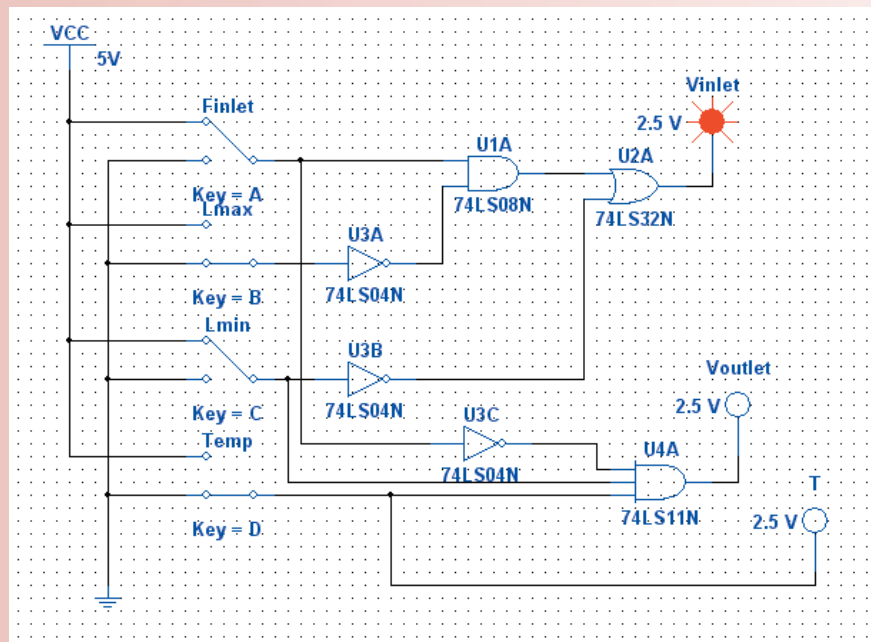 VCC
5V
Finlet
Key = A
Lmax
Key = B
Lmin
Key = C
Temp
Key = D
U1A
74LS08N
U2A
74LS32N
Vinlet
2.5 V
U3A
74LS04N
U3B
74LS04N
U3C
74LS04N
U4A
74LS11N
Voutlet
2.5 V
T
2.5 V